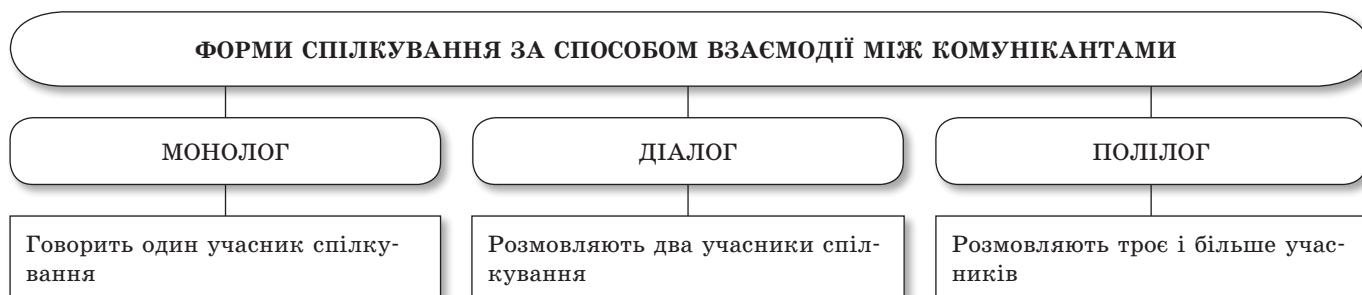 ФОРМИ СПІЛКУВАННЯ ЗА СПОСОБОМ ВЗАЄМОДІЇ МІЖ КОМУНІКАНТАМИ
МОНОЛОГ
ДІАЛОГ
ПОЛІЛОГ
Говорить один учасник спілку-
вання
Розмовляють два учасники спіл-
кування
Розмовляють троє і більше учас-
ників